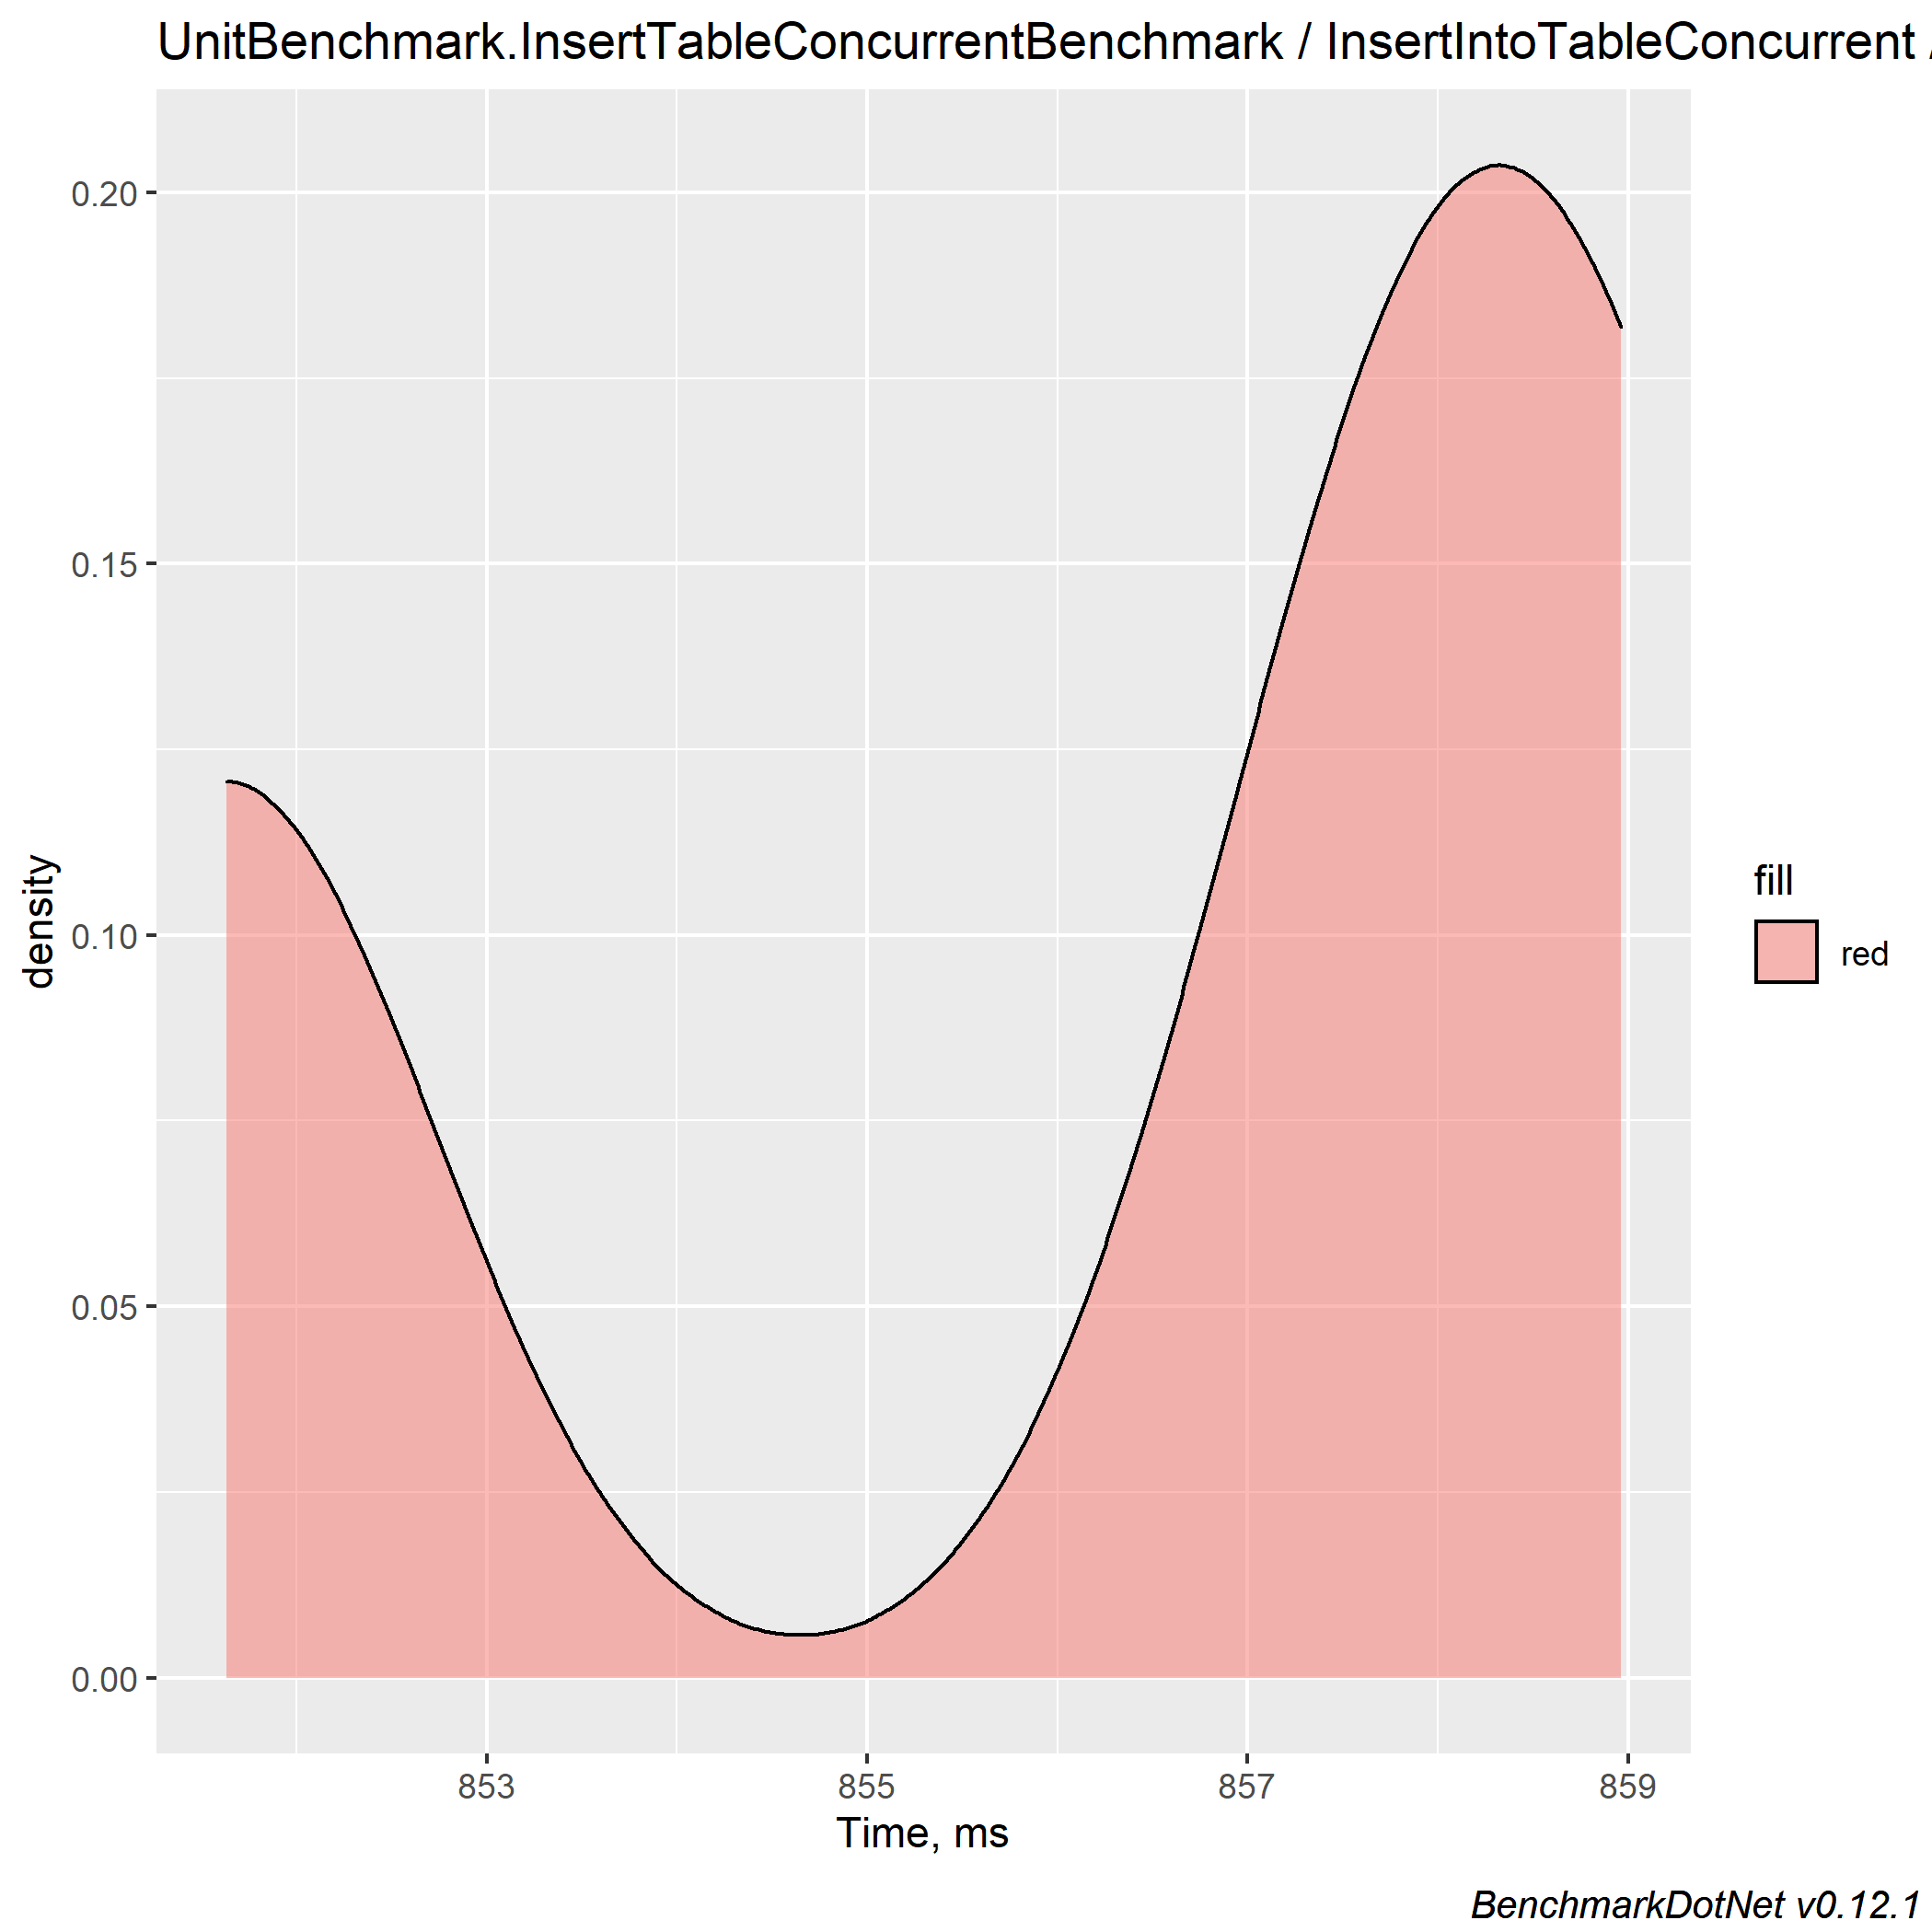 UnitBenchmark.InsertTableConcurrentBenchmark / InsertIntoTableConcurrent /
0.20
0.15
0.10
0.05
0.00
density
853 855 857 859
Time, ms
fill
red
BenchmarkDotNet v0.12.1